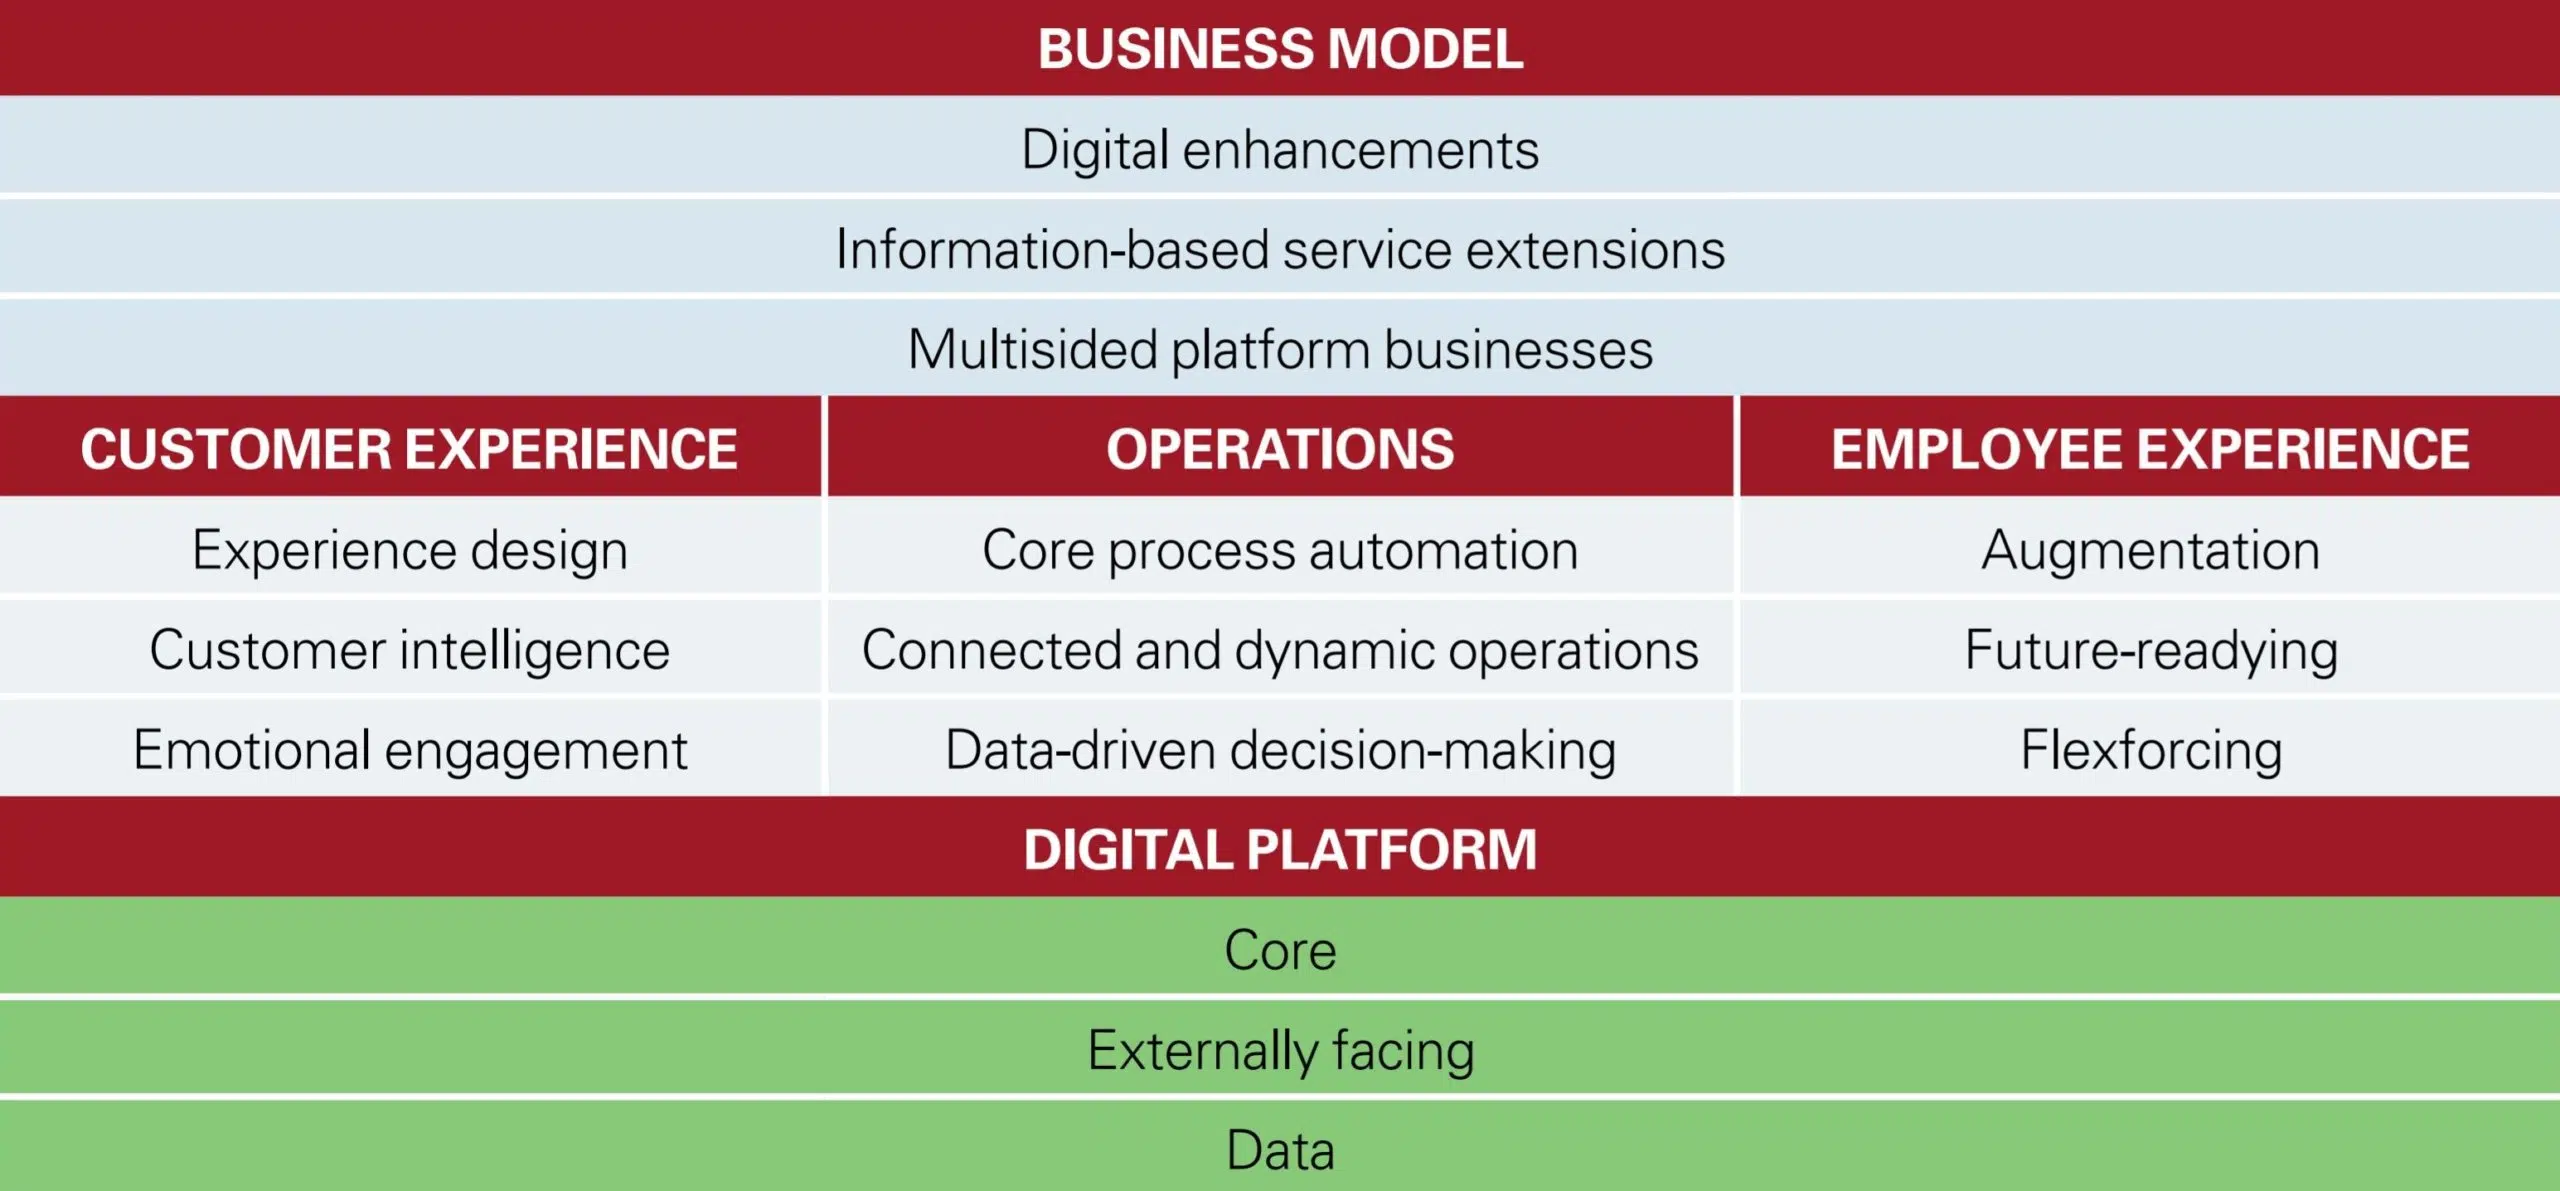 BUSINESS MODEL
Digital enhancements
Information-based service extensions
Multisided platform businesses
CUSTOMER EXPERIENCE
OPERATIONS
EMPLOYEE EXPERIENCE
Experience design
Core process automation
Augmentation
Customer intelligence
Connected and dynamic operations
Future-readying
Emotional engagement
Data-driven decision-making
Flexforcing
DIGITAL PLATFORM
Core
Externally facing
Data